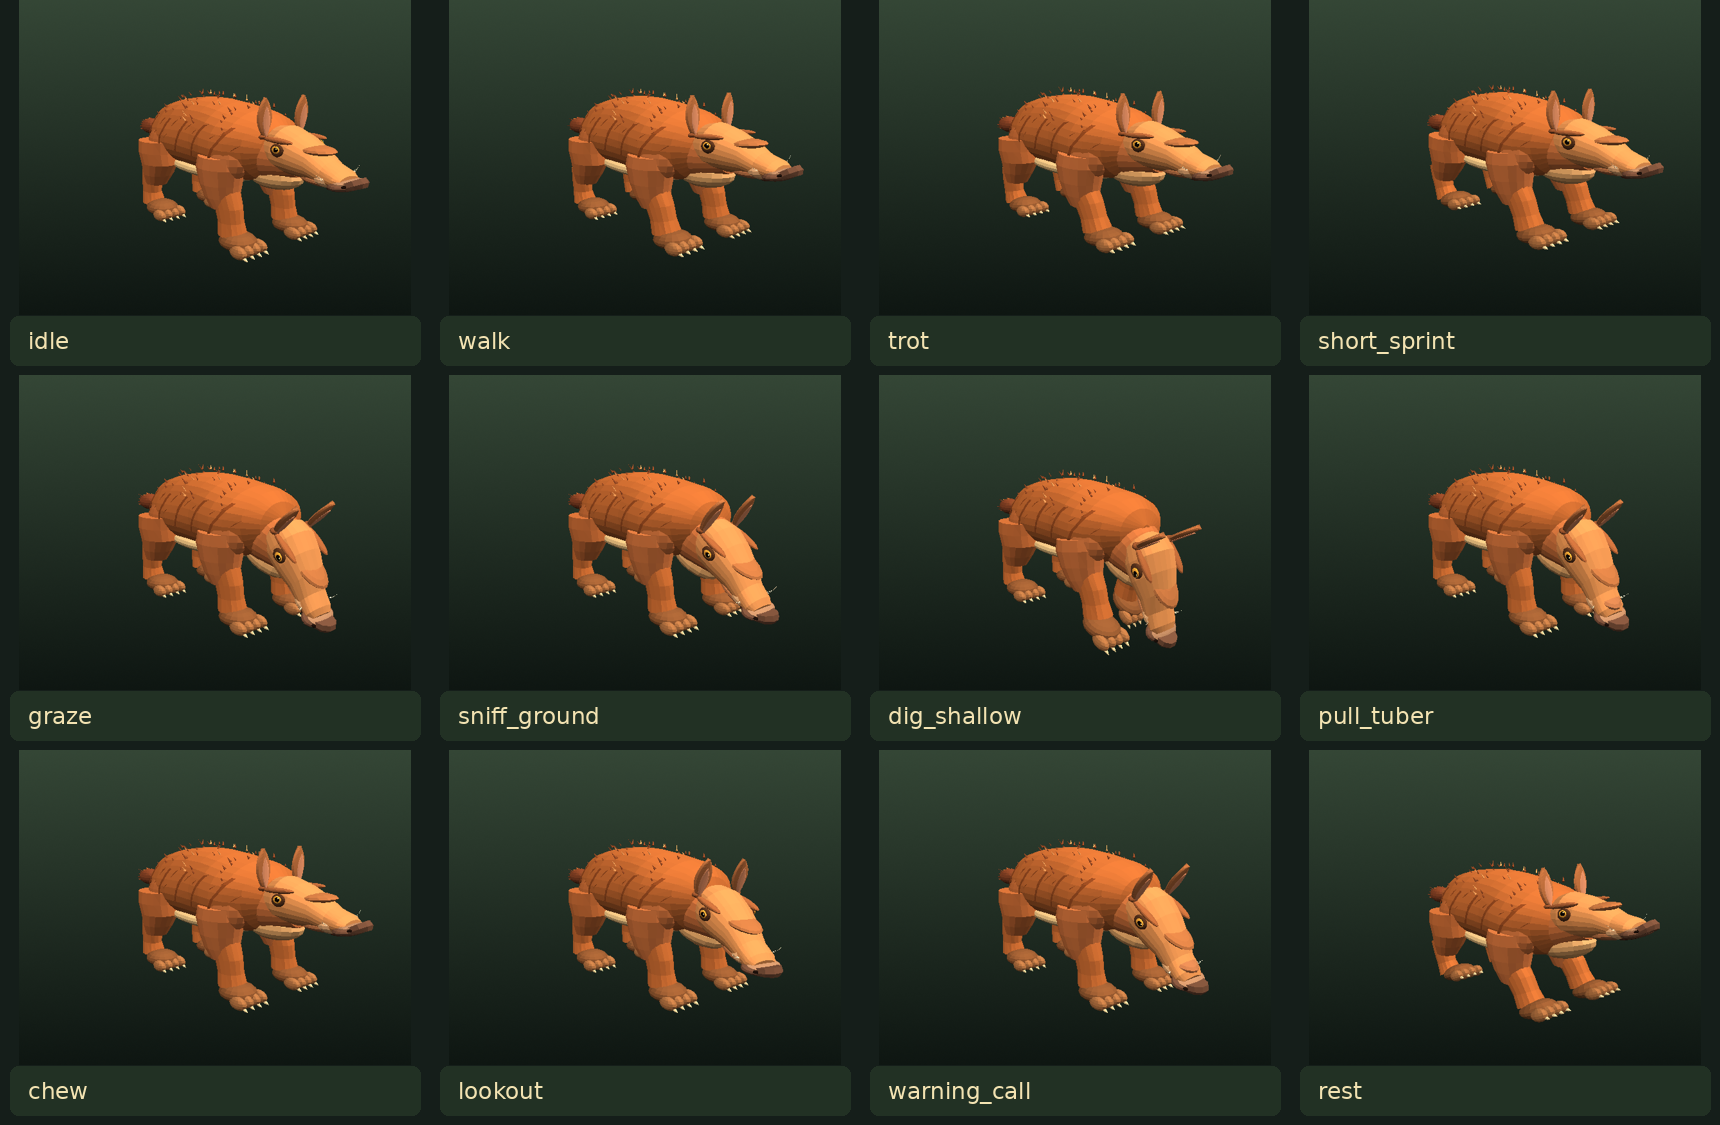 idle
walk
trot
short_sprint
graze
sniff_ground
dig_shallow
pull_tuber
chew
lookout
warning_call
rest